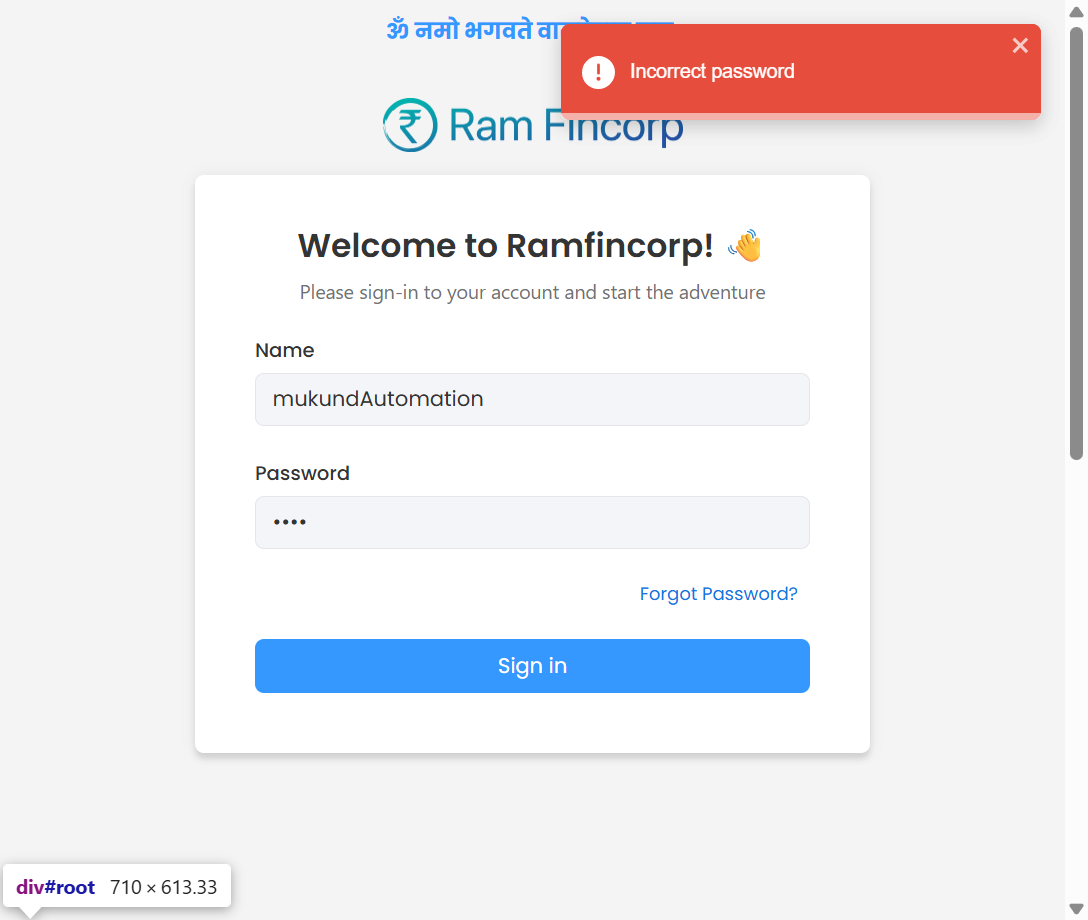 ॐ नमो भगवते
Incorrect password
Ram Fincorp
Welcome to Ramfincorp! 👋
Please sign-in to your account and start the adventure
Name
mukundAutomation
Password
••••
Forgot Password?
Sign in
div#root 710 × 613.33